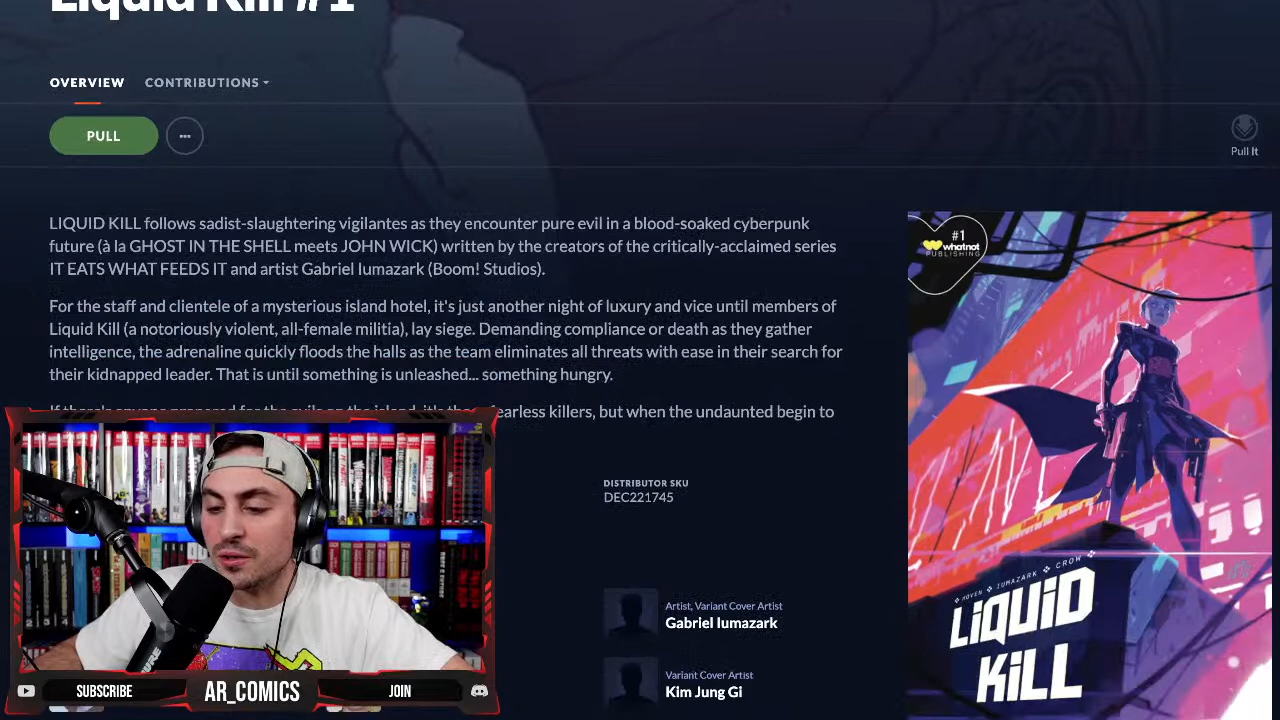 Liquid Kill #1
OVERVIEW CONTRIBUTIONS
PULL
Pull It
LIQUID KILL follows sadist-slaughtering vigilantes as they encounter pure evil in a blood-soaked cyberpunk
future (à la GHOST IN THE SHELL meets JOHN WICK) written by the creators of the critically-acclaimed series
IT EATS WHAT FEEDS IT and artist Gabriel Iumazark (Boom! Studios).
For the staff and clientele of a mysterious island hotel, it's just another night of luxury and vice until members of
Liquid Kill (a notoriously violent, all-female militia), lay siege. Demanding compliance or death as they gather
intelligence, the adrenaline quickly floods the halls as the team eliminates all threats with ease in their search for
their kidnapped leader. That is until something is unleashed... something hungry.
fearless killers, but when the undaunted begin to
DISTRIBUTOR SKU
DEC221745
Artist, Variant Cover Artist
Gabriel Iumazark
Variant Cover Artist
Kim Jung Gi
#1
whatnot
PUBLISHING
HOVEN IUMAZARK CROW
LIQUID
KILL
SHURE
SUBSCRIBE AR_COMICS JOIN